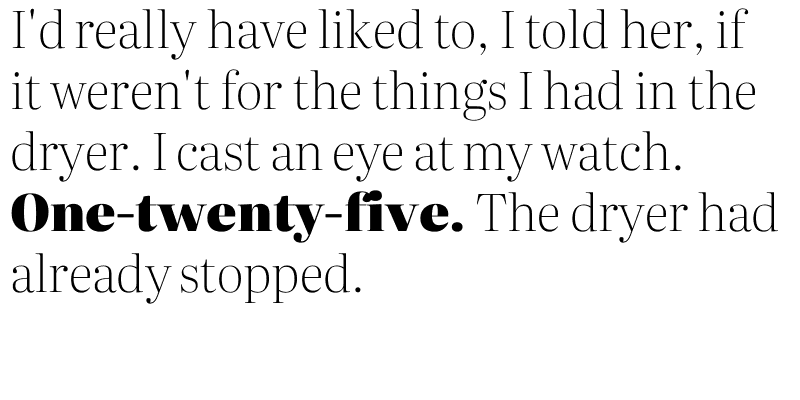 I'd really have liked to, I told her, if
it weren't for the things I had in the
dryer. I cast an eye at my watch.
One-twenty-five. The dryer had
already stopped.